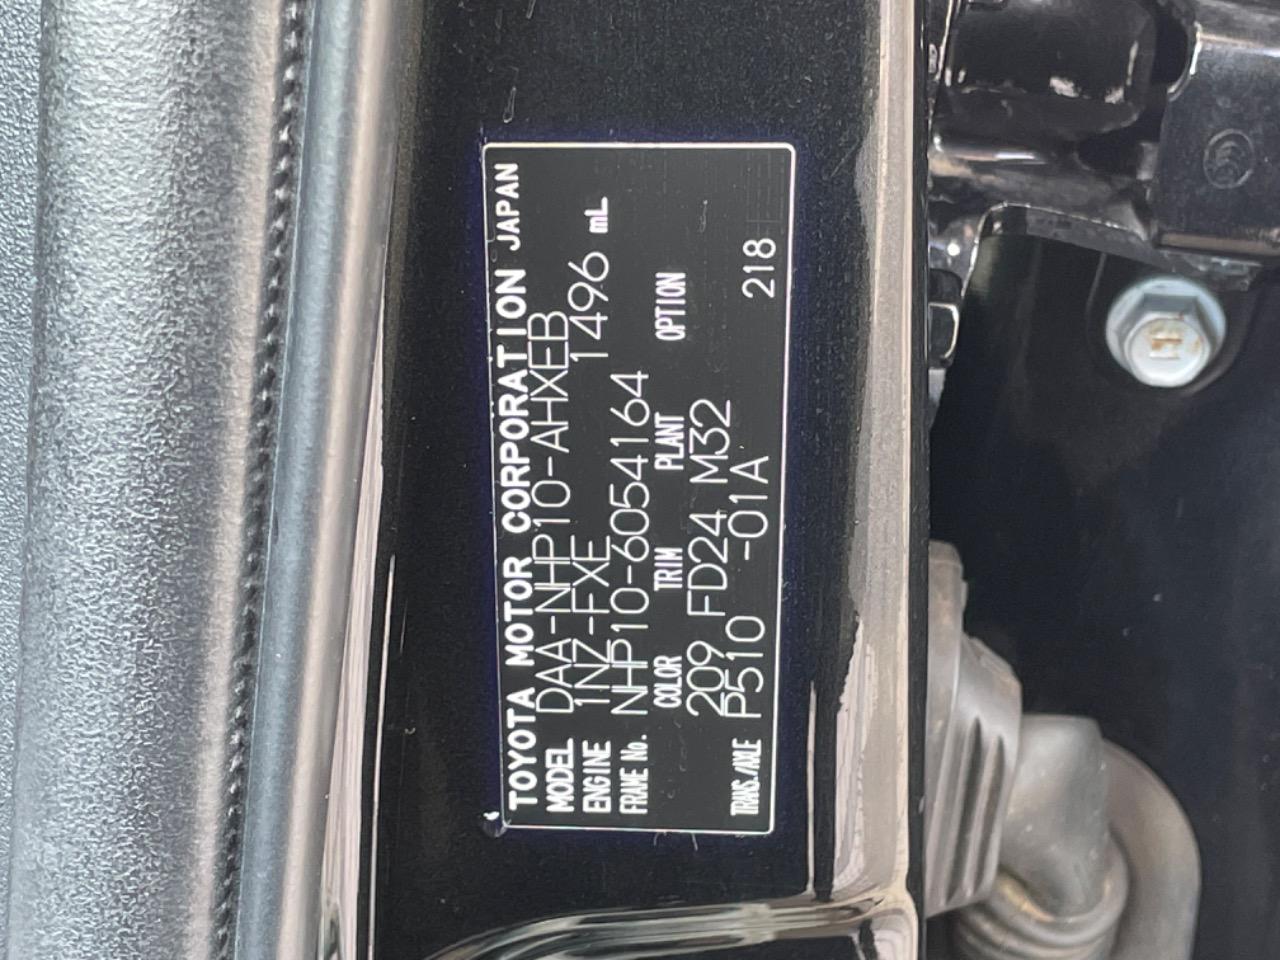 TOYOTA MOTOR CORPORATION JAPAN
MODEL DAA-NHP10-AHXEB
ENGINE 1NZ-FXE 1496 mL
FRAME No. NHP10-6054164
COLOR TRIM PLANT OPTION
209 FD24 M32
TRANS./AXLE P510 -01A 218